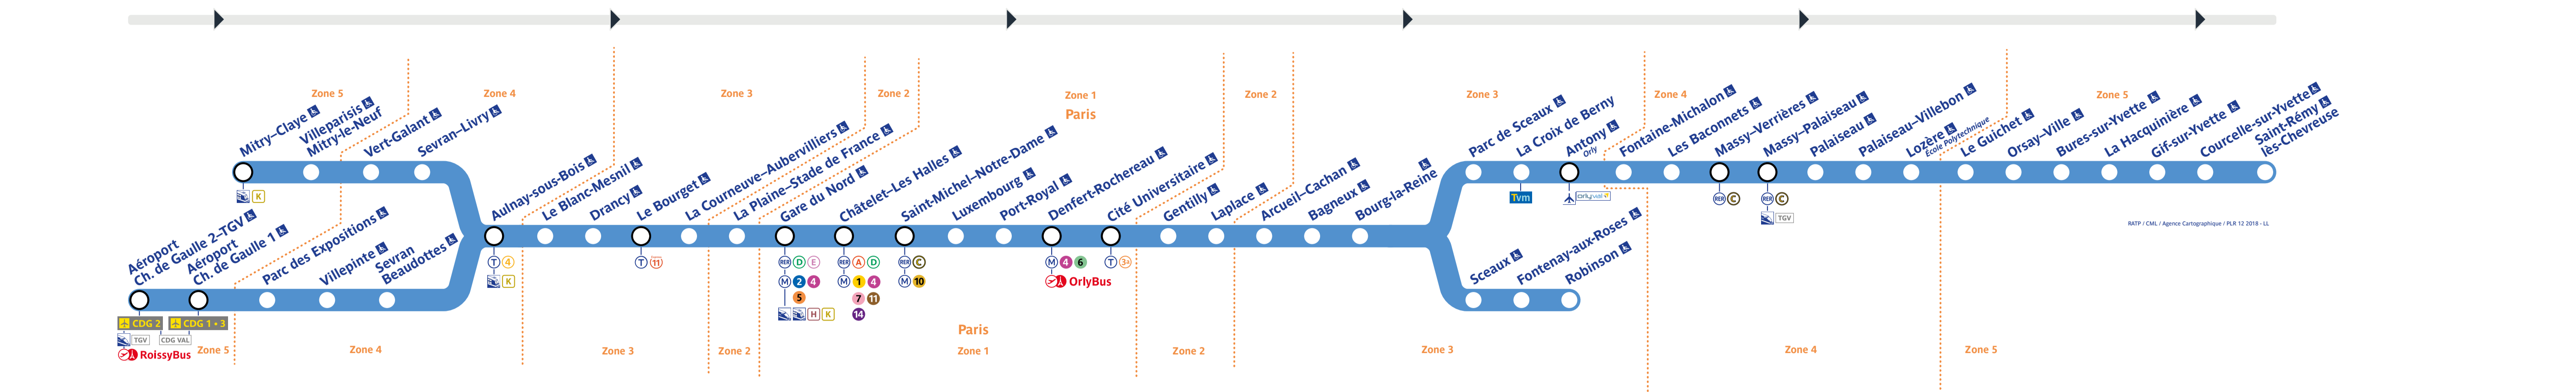 Zone 5
Zone 4
Zone 3
Zone 2
Zone 1
Paris
Zone 2
Zone 3
Zone 4
Zone 5
Mitry–Claye
Villeparisis
Mitry-le-Neuf
Vert-Galant
Sevran–Livry
K
Aéroport
Ch. de Gaulle 2–TGV
Aéroport
Ch. de Gaulle 1
Parc des Expositions
Villepinte
Sevran
Beaudottes
CDG 2
CDG 1 • 3
TGV
CDG VAL
RoissyBus
Aulnay-sous-Bois
T 4
K
Le Blanc-Mesnil
Drancy
Le Bourget
T 11
La Courneuve–Aubervilliers
La Plaine–Stade de France
Gare du Nord
RER D E
M 2 4
5
H K
Châtelet–Les Halles
RER A D
M 1 4
7 11
14
Saint-Michel–Notre-Dame
RER C
M 10
Luxembourg
Port-Royal
Denfert-Rochereau
M 4 6
OrlyBus
Cité Universitaire
T 3a
Gentilly
Laplace
Arcueil–Cachan
Bagneux
Bourg-la-Reine
Parc de Sceaux
La Croix de Berny
Tvm
Antony
Orly
orlyval
Fontaine-Michalon
Les Baconnets
Massy–Verrières
RER C
Massy–Palaiseau
RER C
TGV
Palaiseau
Palaiseau–Villebon
Lozère
École Polytechnique
Le Guichet
Orsay–Ville
Bures-sur-Yvette
La Hacquinière
Gif-sur-Yvette
Courcelle-sur-Yvette
Saint-Rémy
lès-Chevreuse
Sceaux
Fontenay-aux-Roses
Robinson
RATP / CML / Agence Cartographique / PLR 12 2018 - LL
Zone 5
Zone 4
Zone 3
Zone 2
Paris
Zone 1
Zone 2
Zone 3
Zone 4
Zone 5